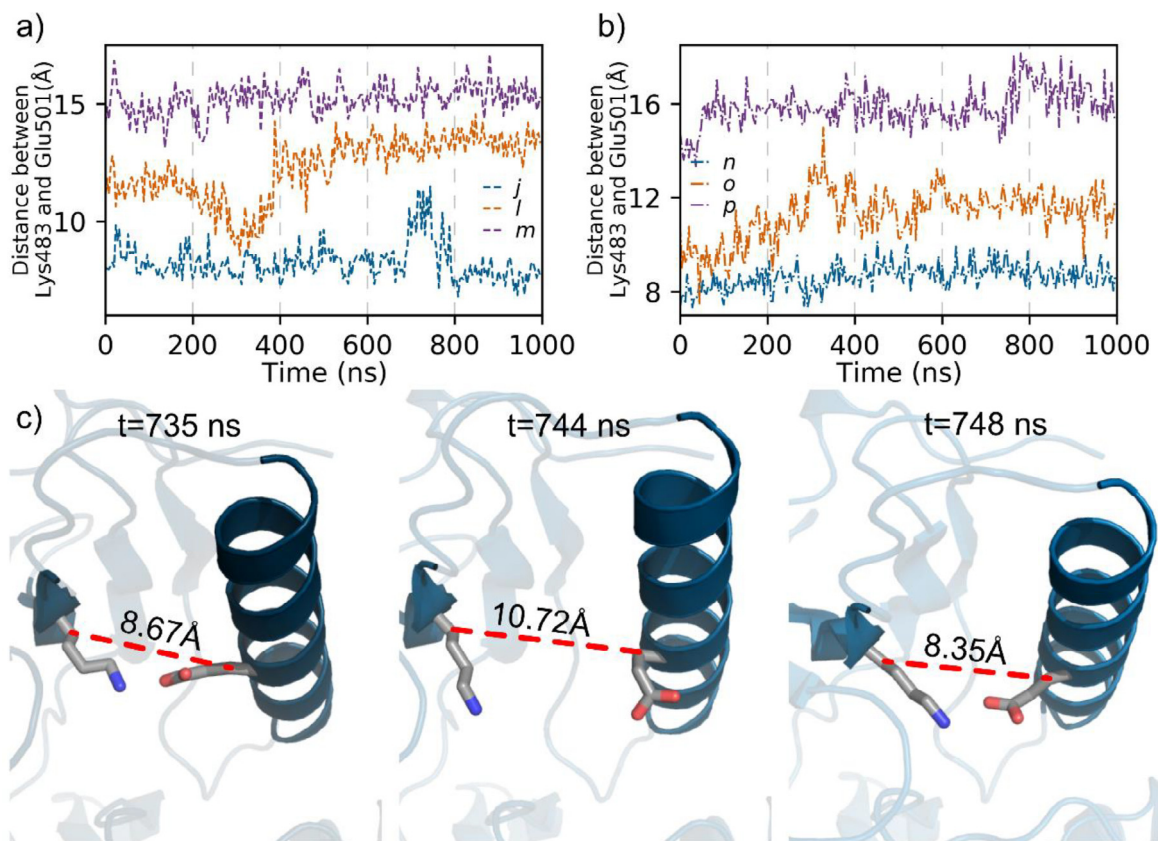 a)
Distance between
Lys483 and Glu501(Å)
15
10
j
l
m
0 200 400 600 800 1000
Time (ns)
b)
Distance between
Lys483 and Glu501(Å)
16
12
8
n
o
p
0 200 400 600 800 1000
Time (ns)
c)
t=735 ns
8.67Å
t=744 ns
10.72Å
t=748 ns
8.35Å